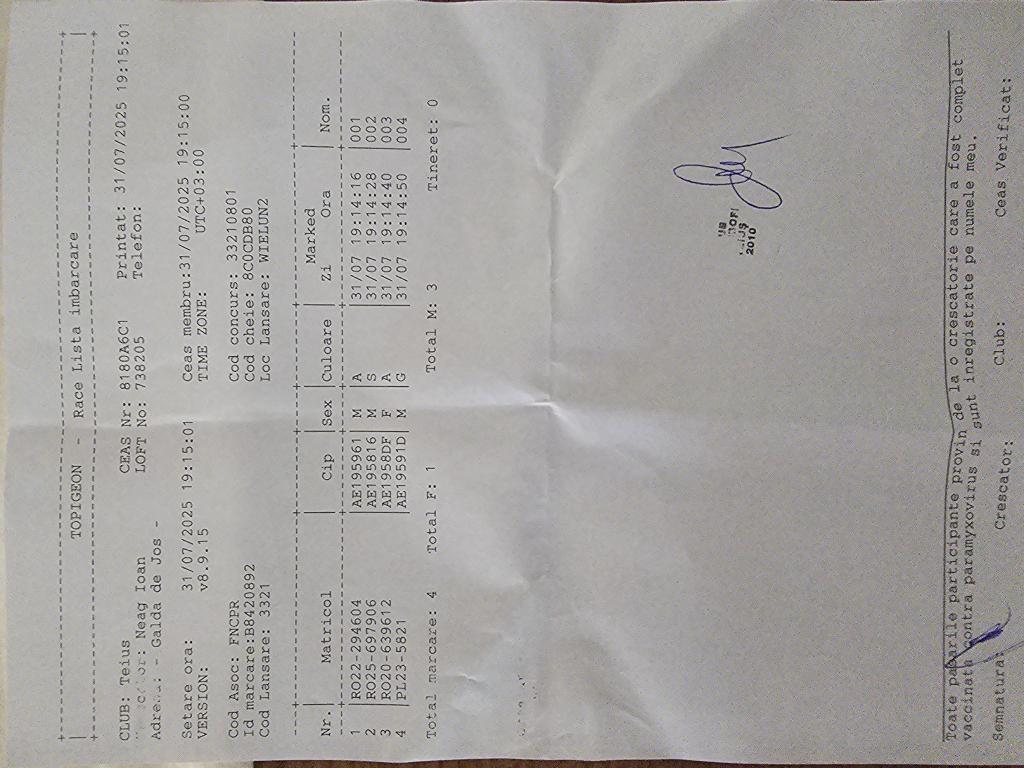 +------------------------------------------------------------------+
| TOPIGEON - Race Lista imbarcare |
+------------------------------------------------------------------+
CLUB: Teius CEAS Nr: 8180A6C1 Printat: 31/07/2025 19:15:01
Neag Ioan LOFT No: 738205 Telefon:
Adresa: - Galda de Jos -
Setare ora: 31/07/2025 19:15:01 Ceas membru:31/07/2025 19:15:00
VERSION: v8.9.15 TIME ZONE: UTC+03:00
Cod Asoc: FNCPR Cod concurs: 33210801
Id marcare:B8420892 Cod cheie: 8C0CDB80
Cod Lansare: 3321 Loc Lansare: WIELUN2
Marked
Nr.| Matricol | Cip | Sex | Culoare | Zi Ora | Nom.
1 |RO22-294604 |AE195961 | M | A |31/07 19:14:16 |001
2 |RO25-697906 |AE195816 | M | S |31/07 19:14:28 |002
3 |RO20-639612 |AE1958DF | F | A |31/07 19:14:40 |003
4 |PL23-5821 |AE19591D | M | G |31/07 19:14:50 |004
Total marcare: 4 Total F: 1 Total M: 3 Tineret: 0
2010
Toate pasarile participante provin de la o crescatorie care a fost complet
vaccinata contra paramyxovirus si sunt inregistrate pe numele meu.
Semnatura: Crescator: Club: Ceas Verificat: